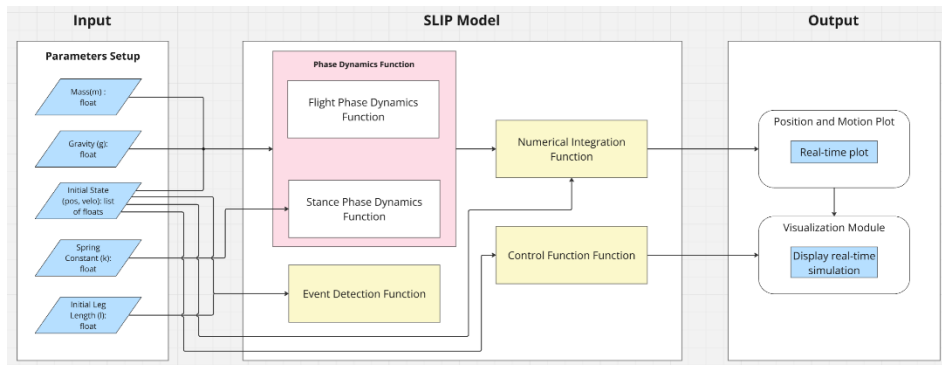 Input
SLIP Model
Output
Parameters Setup
Mass(m) :
float
Gravity (g):
float
Initial State
(pos, velo): list
of floats
Spring
Constant (k):
float
Initial Leg
Length (l):
float
Phase Dynamics Function
Flight Phase Dynamics
Function
Stance Phase Dynamics
Function
Event Detection Function
Numerical Integration
Function
Control Function Function
Position and Motion Plot
Real-time plot
Visualization Module
Display real-time
simulation